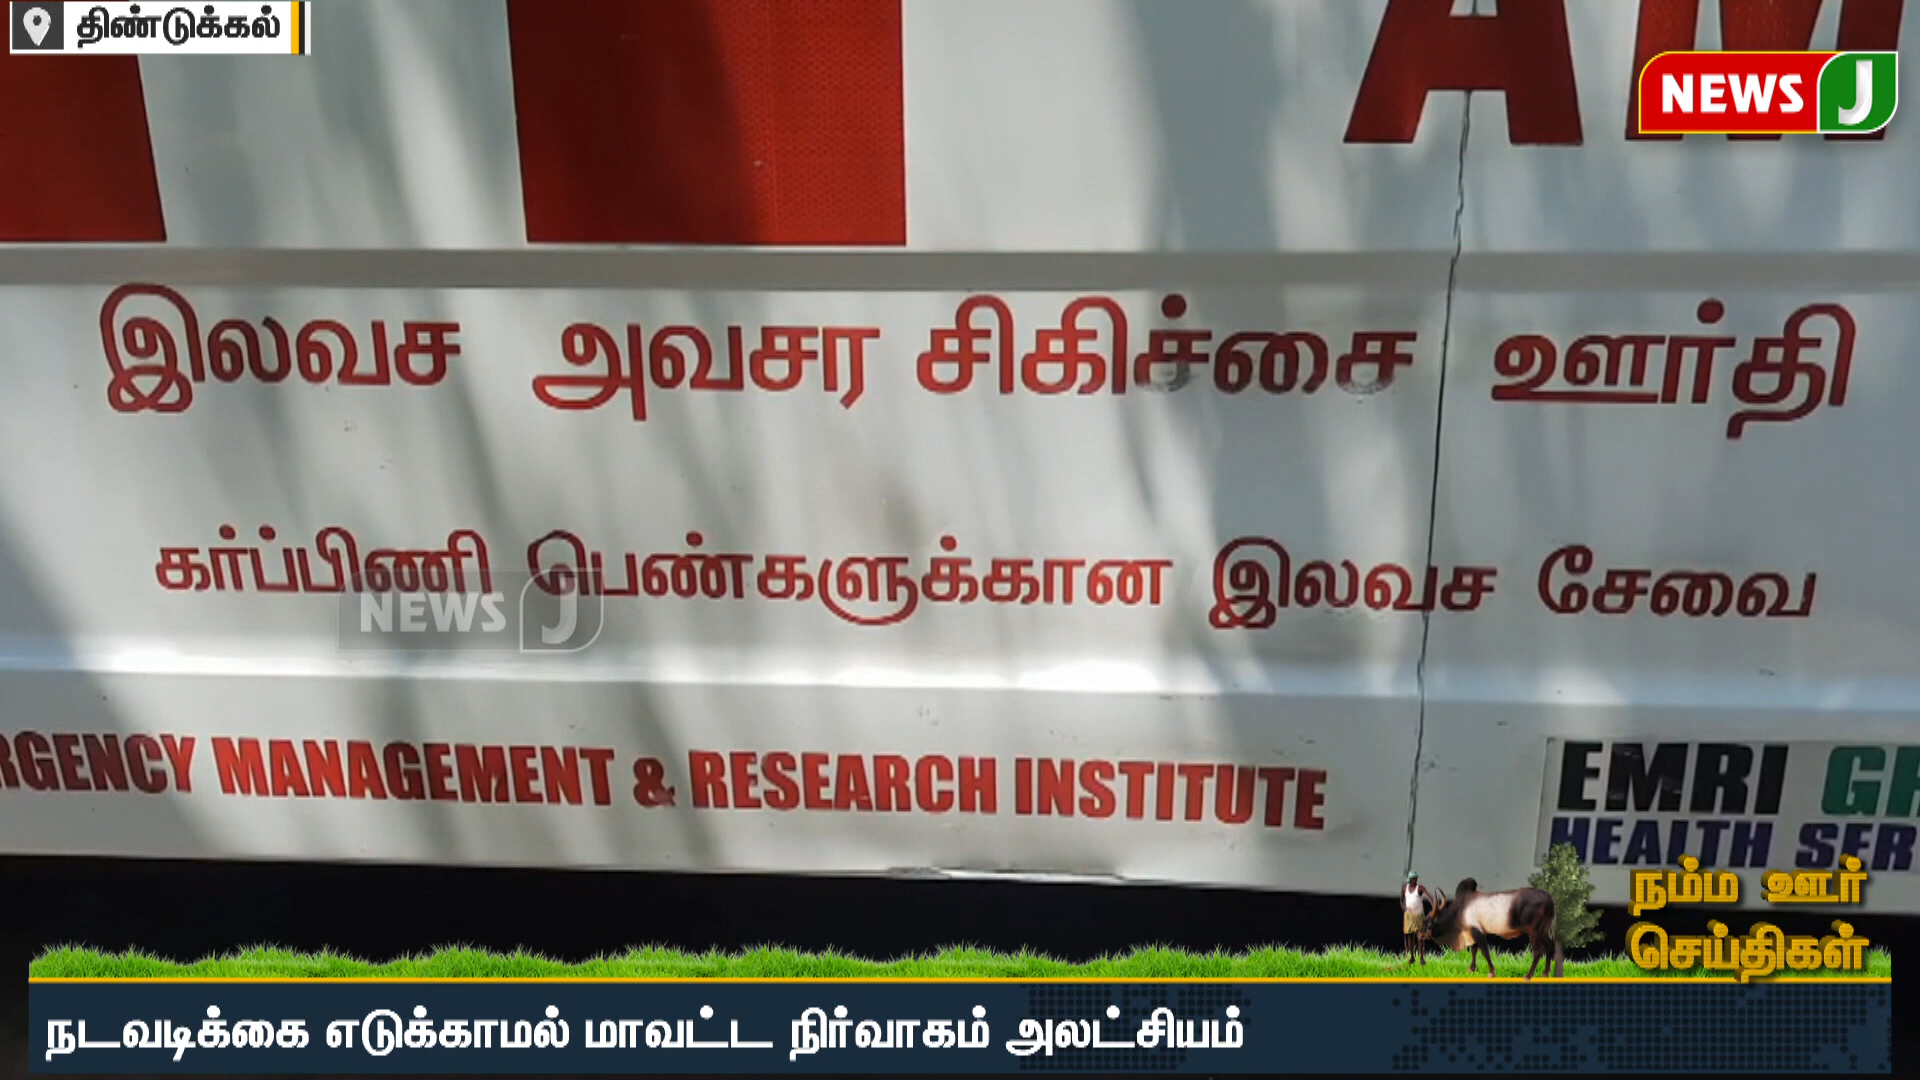 திண்டுக்கல்
NEWS J
இலவச அவசர சிகிச்சை ஊர்தி
கர்ப்பிணி பெண்களுக்கான இலவச சேவை
NEWS J
MANAGEMENT & RESEARCH INSTITUTE
EMRI
HEALTH
நம்ம ஊர்
செய்திகள்
நடவடிக்கை எடுக்காமல் மாவட்ட நிர்வாகம் அலட்சியம்